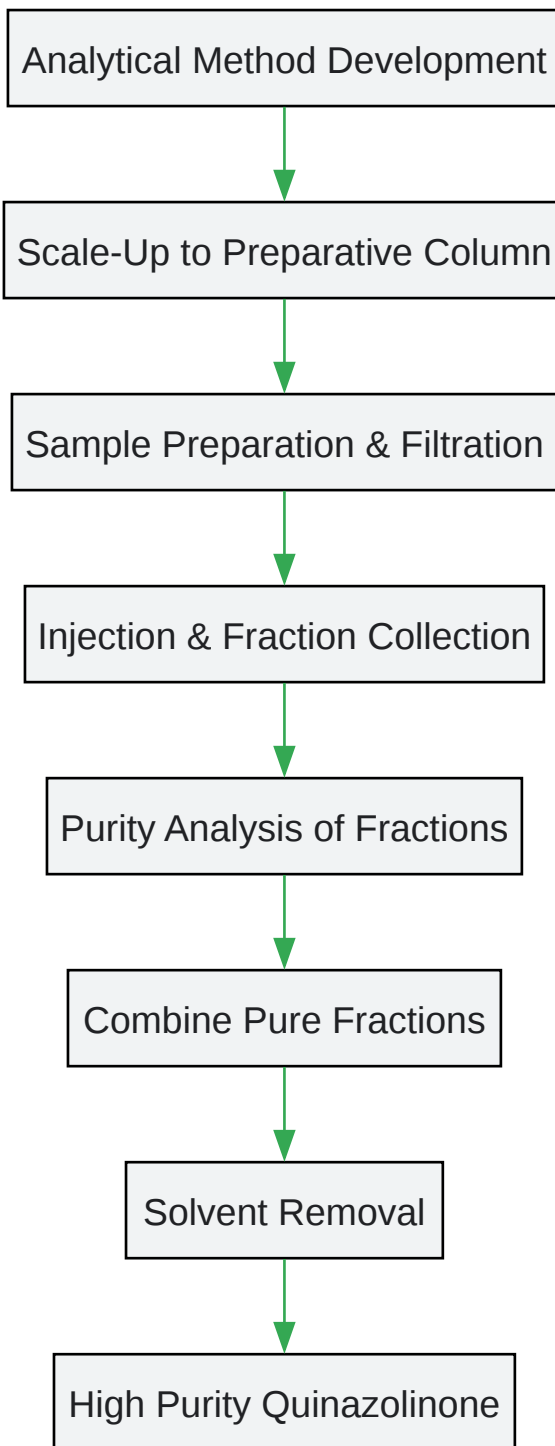 Analytical Method Development
Scale-Up to Preparative Column
Sample Preparation & Filtration
Injection & Fraction Collection
Purity Analysis of Fractions
Combine Pure Fractions
Solvent Removal
High Purity Quinazolinone